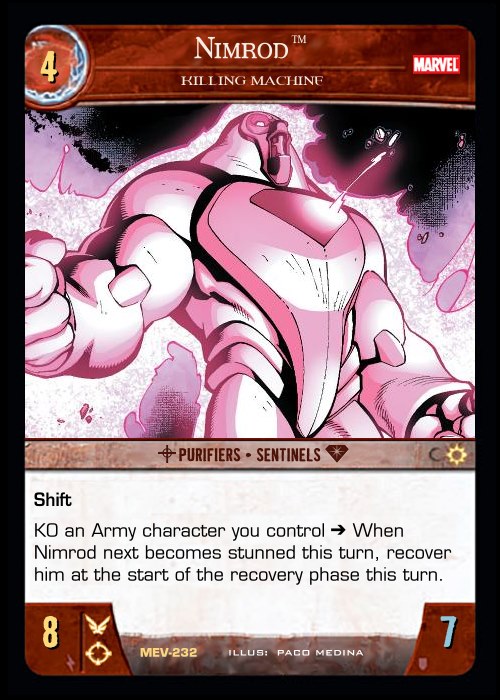 4
NIMROD™
KILLING MACHINE
MARVEL
PURIFIERS • SENTINELS
C
Shift
KO an Army character you control ➔ When
Nimrod next becomes stunned this turn, recover
him at the start of the recovery phase this turn.
8
MEV-232 ILLUS: PACO MEDINA
7